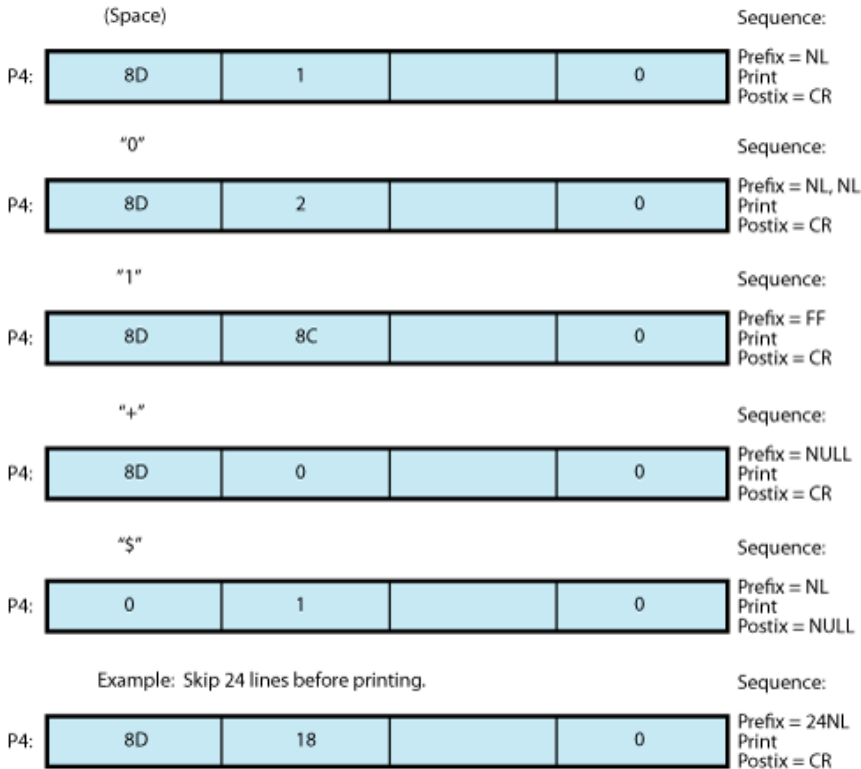 (Space)
Sequence:
P4: 8D 1 0
Prefix = NL
Print
Postix = CR
"0"
Sequence:
P4: 8D 2 0
Prefix = NL, NL
Print
Postix = CR
"1"
Sequence:
P4: 8D 8C 0
Prefix = FF
Print
Postix = CR
"+"
Sequence:
P4: 8D 0 0
Prefix = NULL
Print
Postix = CR
"$"
Sequence:
P4: 0 1 0
Prefix = NL
Print
Postix = NULL
Example: Skip 24 lines before printing.
Sequence:
P4: 8D 18 0
Prefix = 24NL
Print
Postix = CR